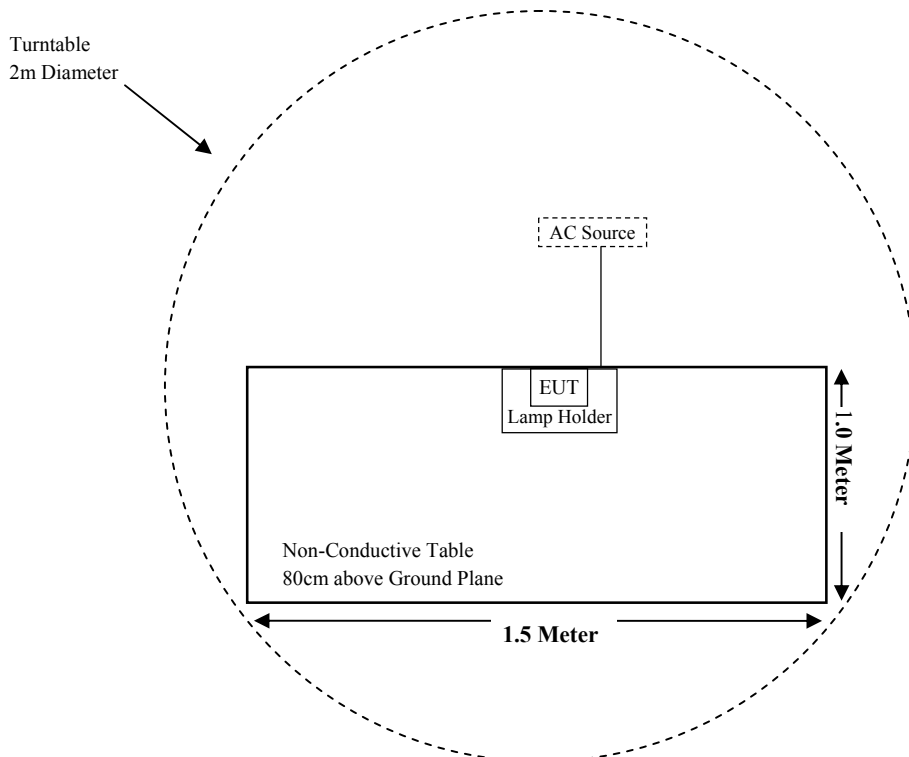 Turntable
2m Diameter
AC Source
EUT
Lamp Holder
1.0 Meter
Non-Conductive Table
80cm above Ground Plane
1.5 Meter